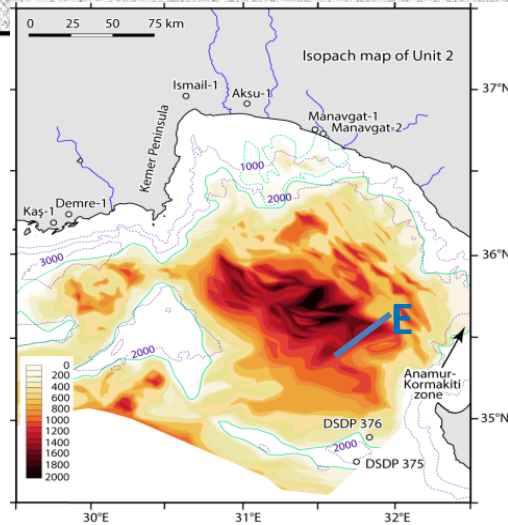 0 25 50 75 km
Isopach map of Unit 2
Ismail-1
Aksu-1
37°N
Manavgat-1
Manavgat-2
Kemer Peninsula
1000
Demre-1
Kaş-1
2000
3000
36°N
E
2000
0
200
400
600
800
1000
1200
1400
1600
1800
2000
Anamur-
Kormakiti
zone
DSDP 376
35°N
2000
DSDP 375
30°E 31°E 32°E